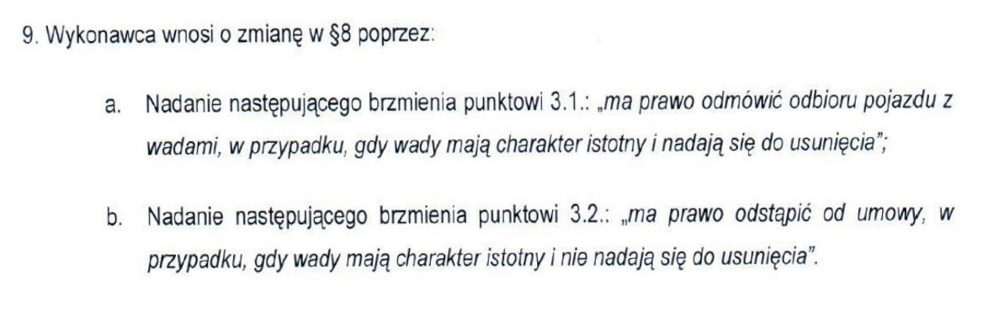 9. Wykonawca wnosi o zmianę w §8 poprzez:
a. Nadanie następującego brzmienia punktowi 3.1.: „ma prawo odmówić odbioru pojazdu z
wadami, w przypadku, gdy wady mają charakter istotny i nadają się do usunięcia”;
b. Nadanie następującego brzmienia punktowi 3.2.: „ma prawo odstąpić od umowy, w
przypadku, gdy wady mają charakter istotny i nie nadają się do usunięcia”.